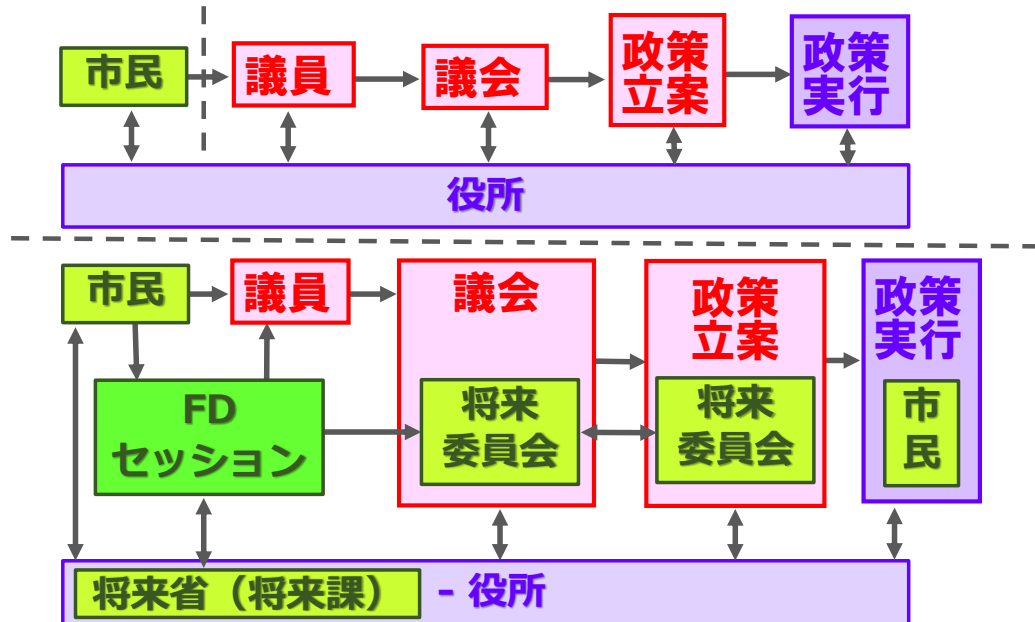 市民
議員
議会
政策
立案
政策
実行
役所
市民
議員
議会
政策
立案
政策
実行
FD
セッション
将来
委員会
将来
委員会
市
民
将来省（将来課） - 役所